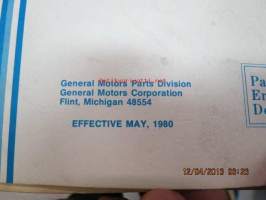 General Motors Parts Division
General Motors Corporation
Flint, Michigan 48554
EFFECTIVE MAY, 1980
Pa
En
De
12/04/2013 03:23